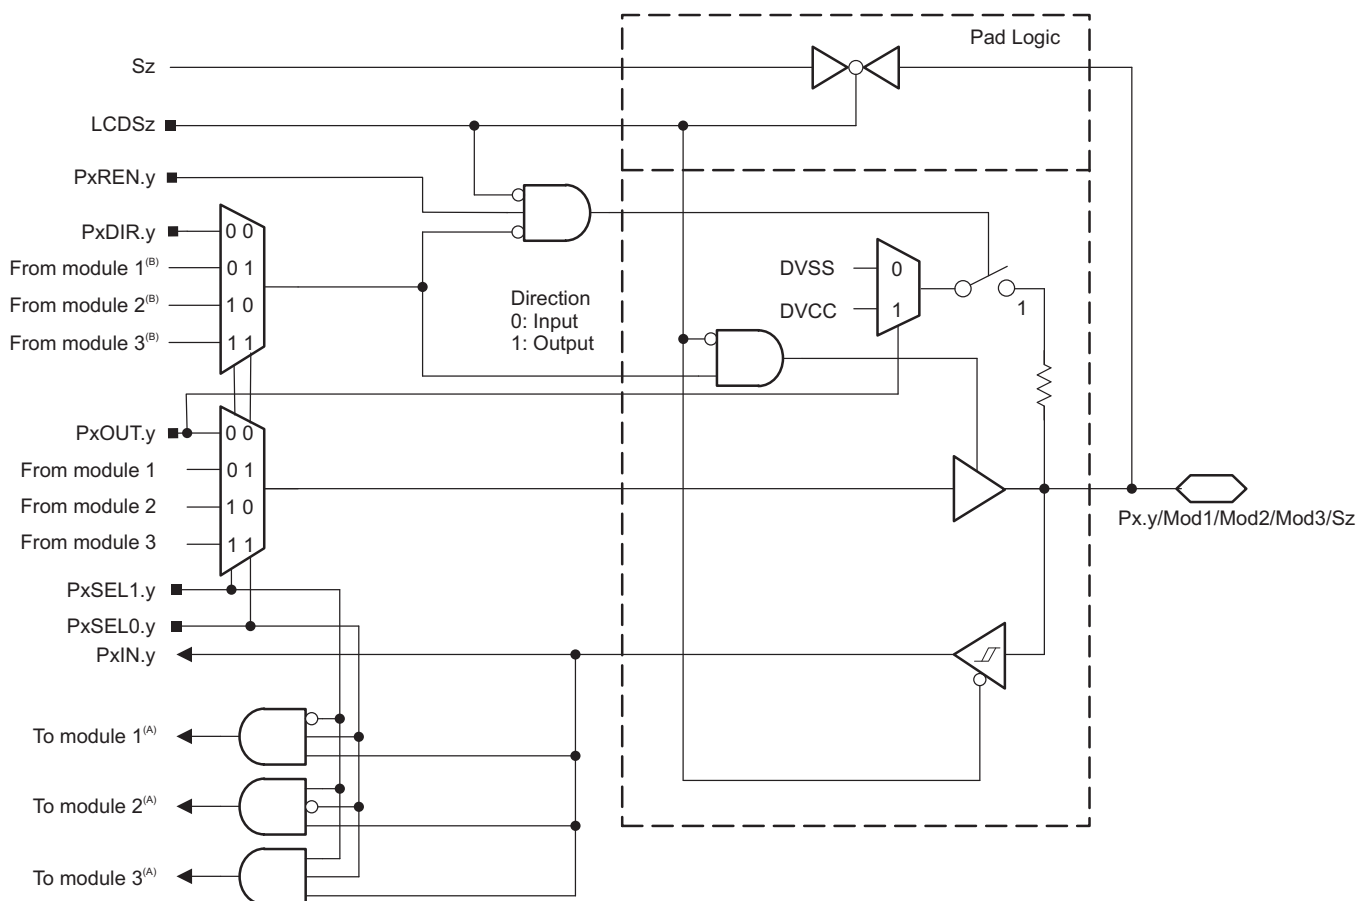 Pad Logic
Sz
LCDSz
PxREN.y
PxDIR.y
0 0
From module 1(B)
0 1
From module 2(B)
1 0
From module 3(B)
1 1
Direction
0: Input
1: Output
DVSS
0
DVCC
1
1
PxOUT.y
0 0
From module 1
0 1
From module 2
1 0
From module 3
1 1
Px.y/Mod1/Mod2/Mod3/Sz
PxSEL1.y
PxSEL0.y
PxIN.y
To module 1(A)
To module 2(A)
To module 3(A)